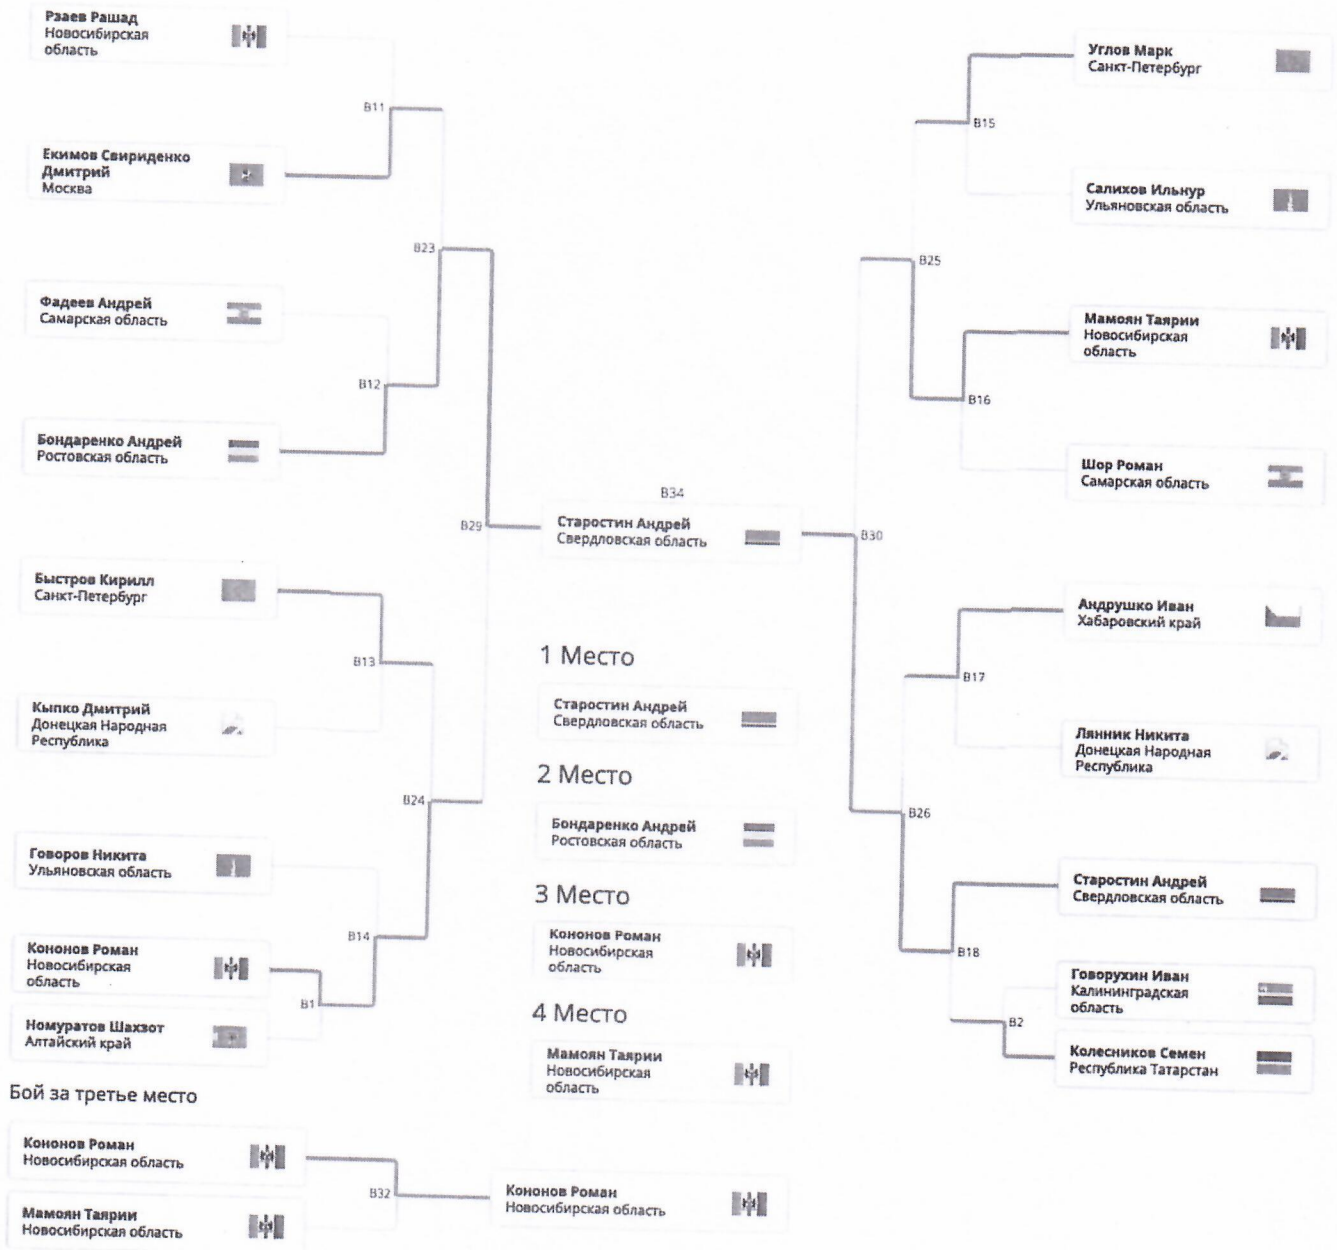 Рзаев Рашад
Новосибирская
область
B11
Екимов Свириденко
Дмитрий
Москва
B23
Фадеев Андрей
Самарская область
B12
Бондаренко Андрей
Ростовская область
B29
Быстров Кирилл
Санкт-Петербург
B13
Кыпко Дмитрий
Донецкая Народная
Республика
B24
Говоров Никита
Ульяновская область
B14
Кононов Роман
Новосибирская
область
B1
Номуратов Шахзот
Алтайский край
B34
Старостин Андрей
Свердловская область
1 Место
Старостин Андрей
Свердловская область
2 Место
Бондаренко Андрей
Ростовская область
3 Место
Кононов Роман
Новосибирская
область
4 Место
Мамоян Таярии
Новосибирская
область
Углов Марк
Санкт-Петербург
B15
Салихов Ильнур
Ульяновская область
B25
Мамоян Таярии
Новосибирская
область
B16
Шор Роман
Самарская область
B30
Андрушко Иван
Хабаровский край
B17
Лянник Никита
Донецкая Народная
Республика
B26
Старостин Андрей
Свердловская область
B18
Говорухин Иван
Калининградская
область
B2
Колесников Семен
Республика Татарстан
Бой за третье место
Кононов Роман
Новосибирская область
B32
Мамоян Таярии
Новосибирская область
Кононов Роман
Новосибирская область